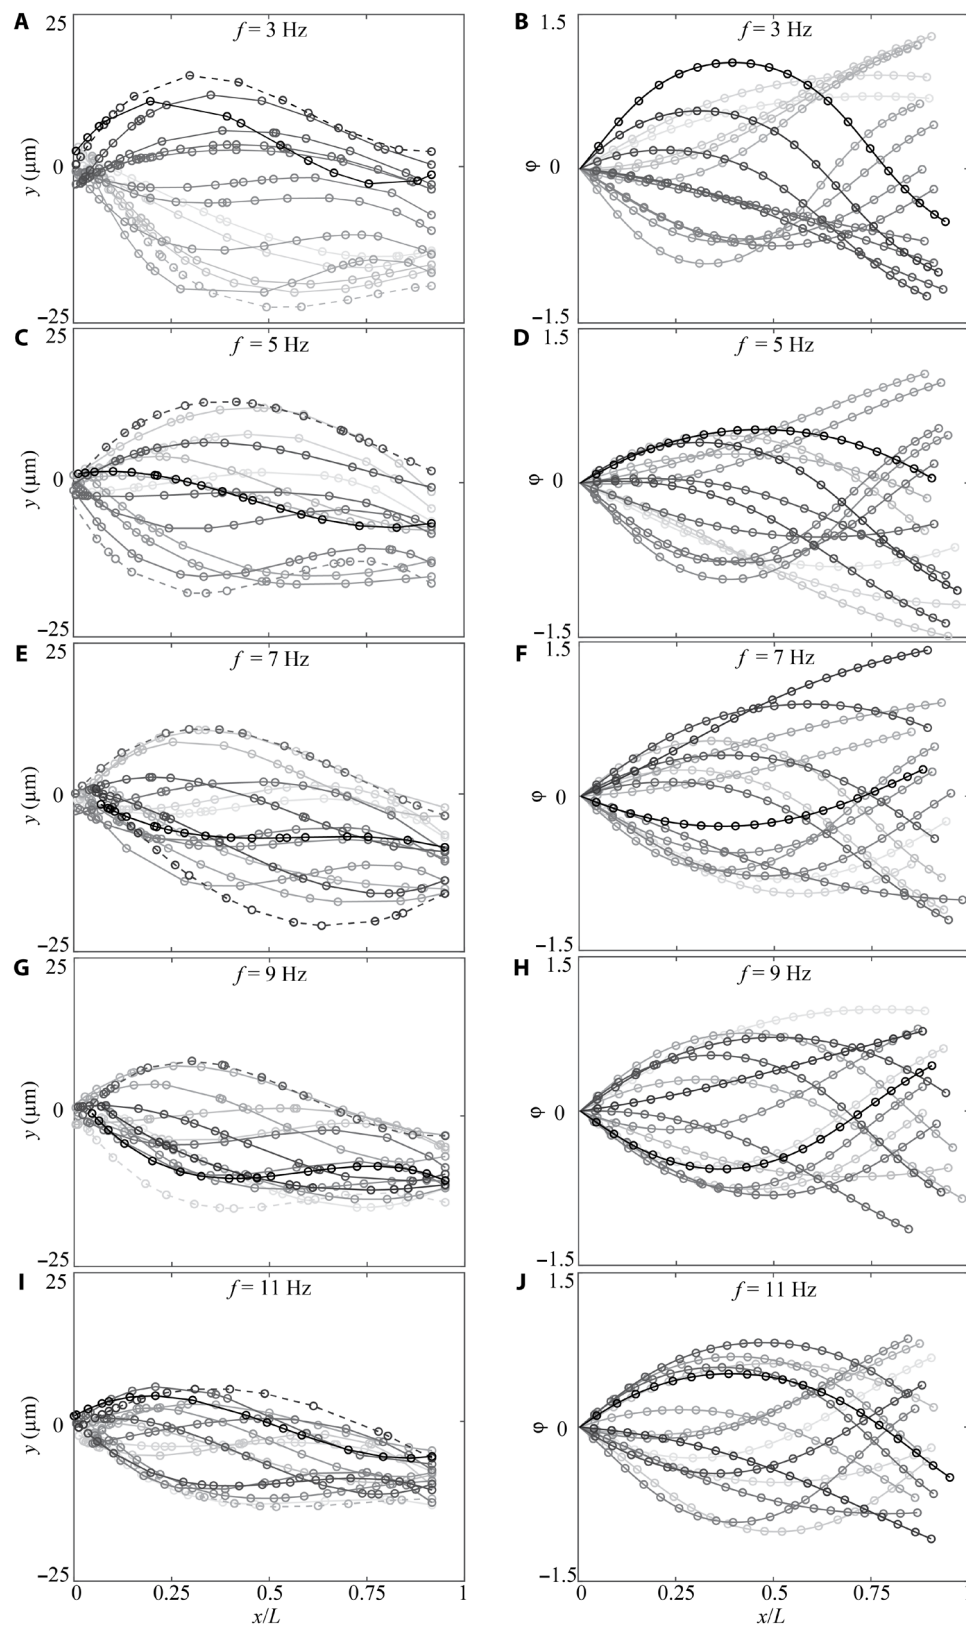 A
25
f = 3 Hz
y (µm)
0
−25
B
1.5
f = 3 Hz
φ
0
−1.5
C
25
f = 5 Hz
y (µm)
0
−25
D
1.5
f = 5 Hz
φ
0
−1.5
E
25
f = 7 Hz
y (µm)
0
−25
F
1.5
f = 7 Hz
φ
0
−1.5
G
25
f = 9 Hz
y (µm)
0
−25
H
1.5
f = 9 Hz
φ
0
−1.5
I
25
f = 11 Hz
y (µm)
0
−25
0 0.25 0.5 0.75 1
x/L
J
1.5
f = 11 Hz
φ
0
−1.5
0 0.25 0.5 0.75
x/L